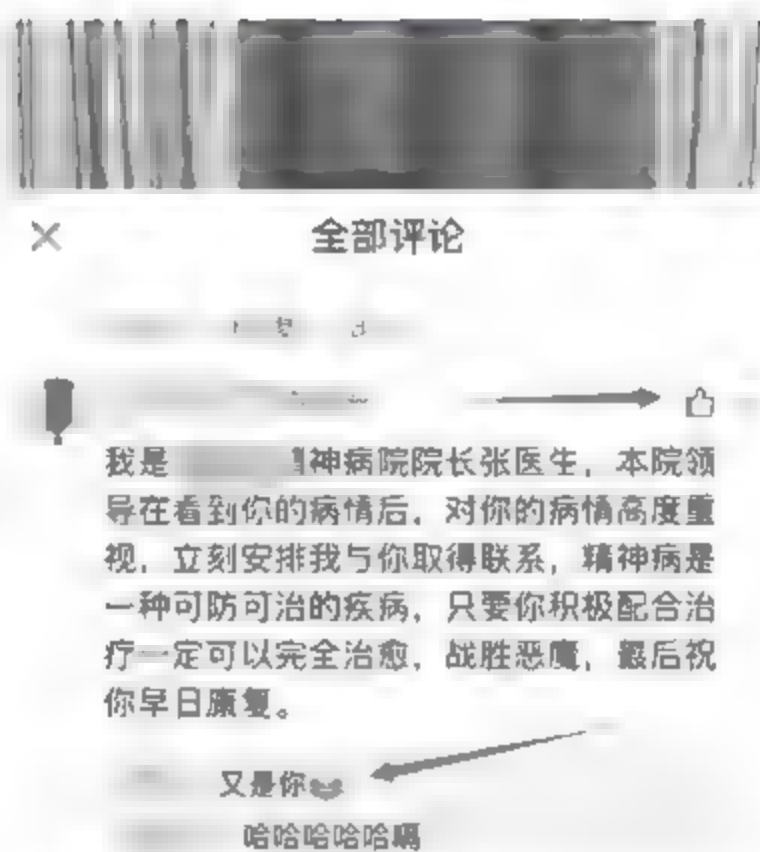 全部评论
我是 神病院院长张医生，本院领
导在看到你的病情后，对你的病情高度重
视，立刻安排我与你取得联系，精神病是
一种可防可治的疾病，只要你积极配合治
疗一定可以完全治愈，战胜恶魔，最后祝
你早日康复。
又是你
哈哈哈哈哈嗝